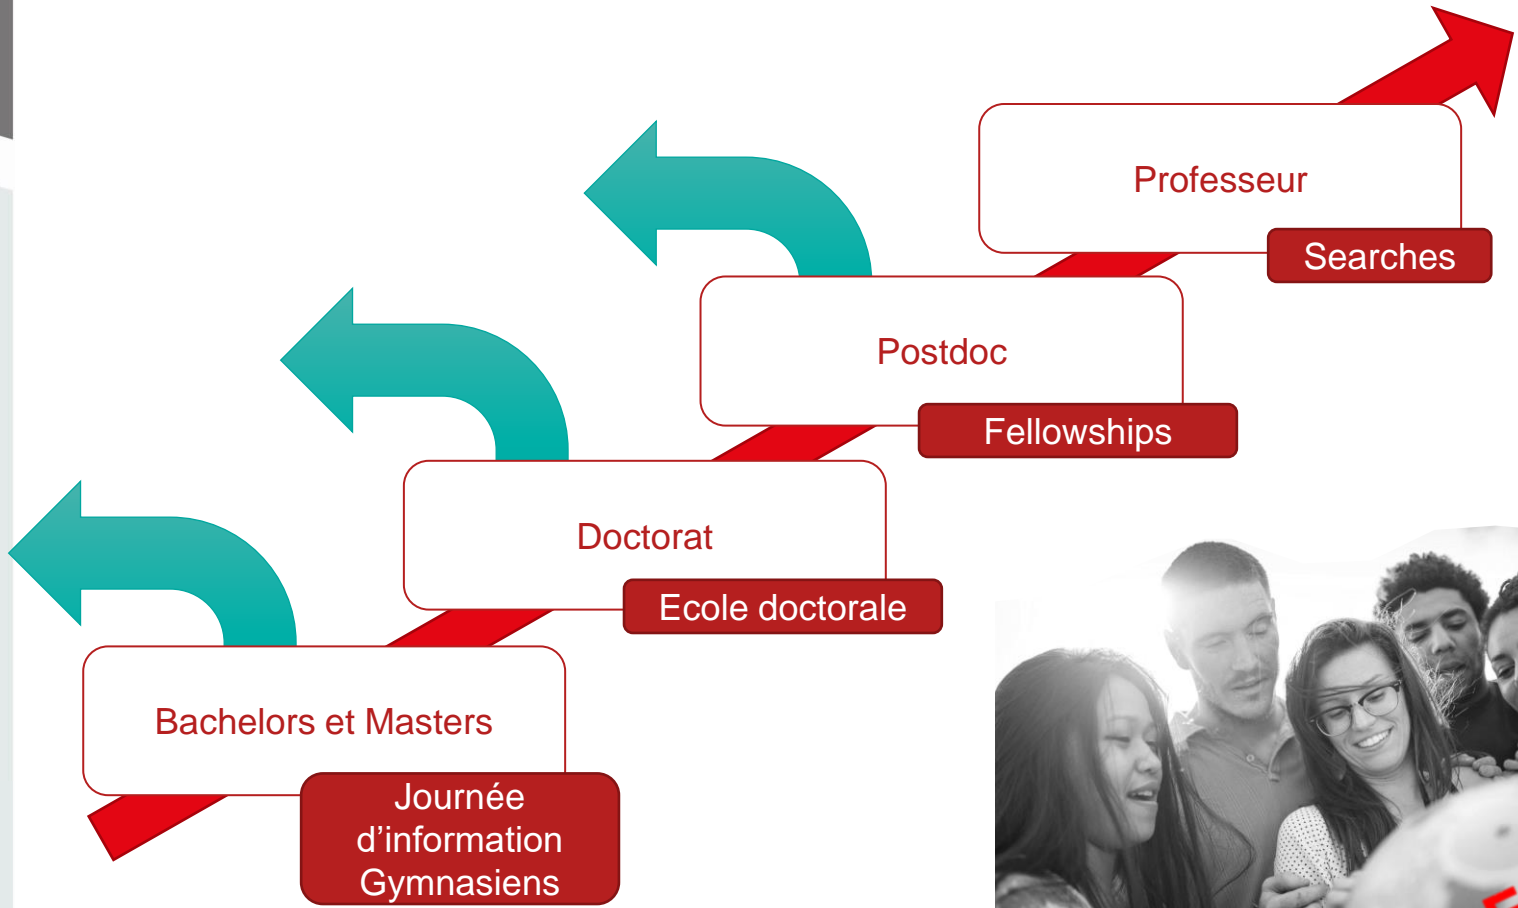 Professeur
Searches
Postdoc
Fellowships
Doctorat
Ecole doctorale
Bachelors et Masters
Journée
d’information
Gymnasiens